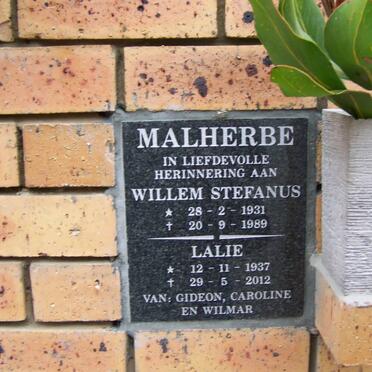 MALHERBE
IN LIEFDEVOLLE
HERINNERING AAN
WILLEM STEFANUS
★ 28 - 2 - 1931
✝ 20 - 9 - 1989
LALIE
★ 12 - 11 - 1937
✝ 29 - 5 - 2012
VAN: GIDEON, CAROLINE
EN WILMAR